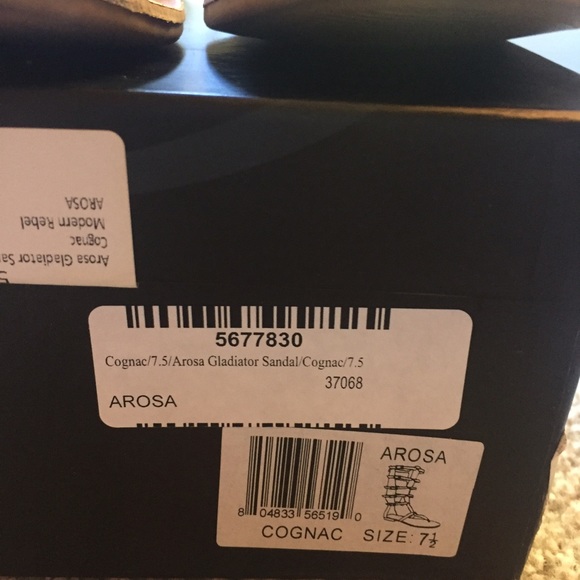 AROSA
Modern Rebel
Cognac
Arosa Gladiator
5677830
Cognac/7.5/Arosa Gladiator Sandal/Cognac/7.5
37068
AROSA
AROSA
8 04833 56519 0
COGNAC SIZE: 7½